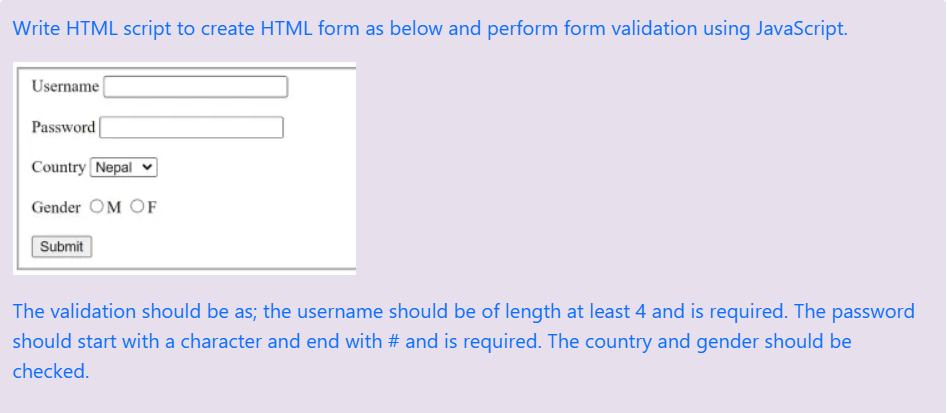 Write HTML script to create HTML form as below and perform form validation using JavaScript.
Username
Password
Country Nepal
Gender M F
Submit
The validation should be as; the username should be of length at least 4 and is required. The password
should start with a character and end with # and is required. The country and gender should be
checked.